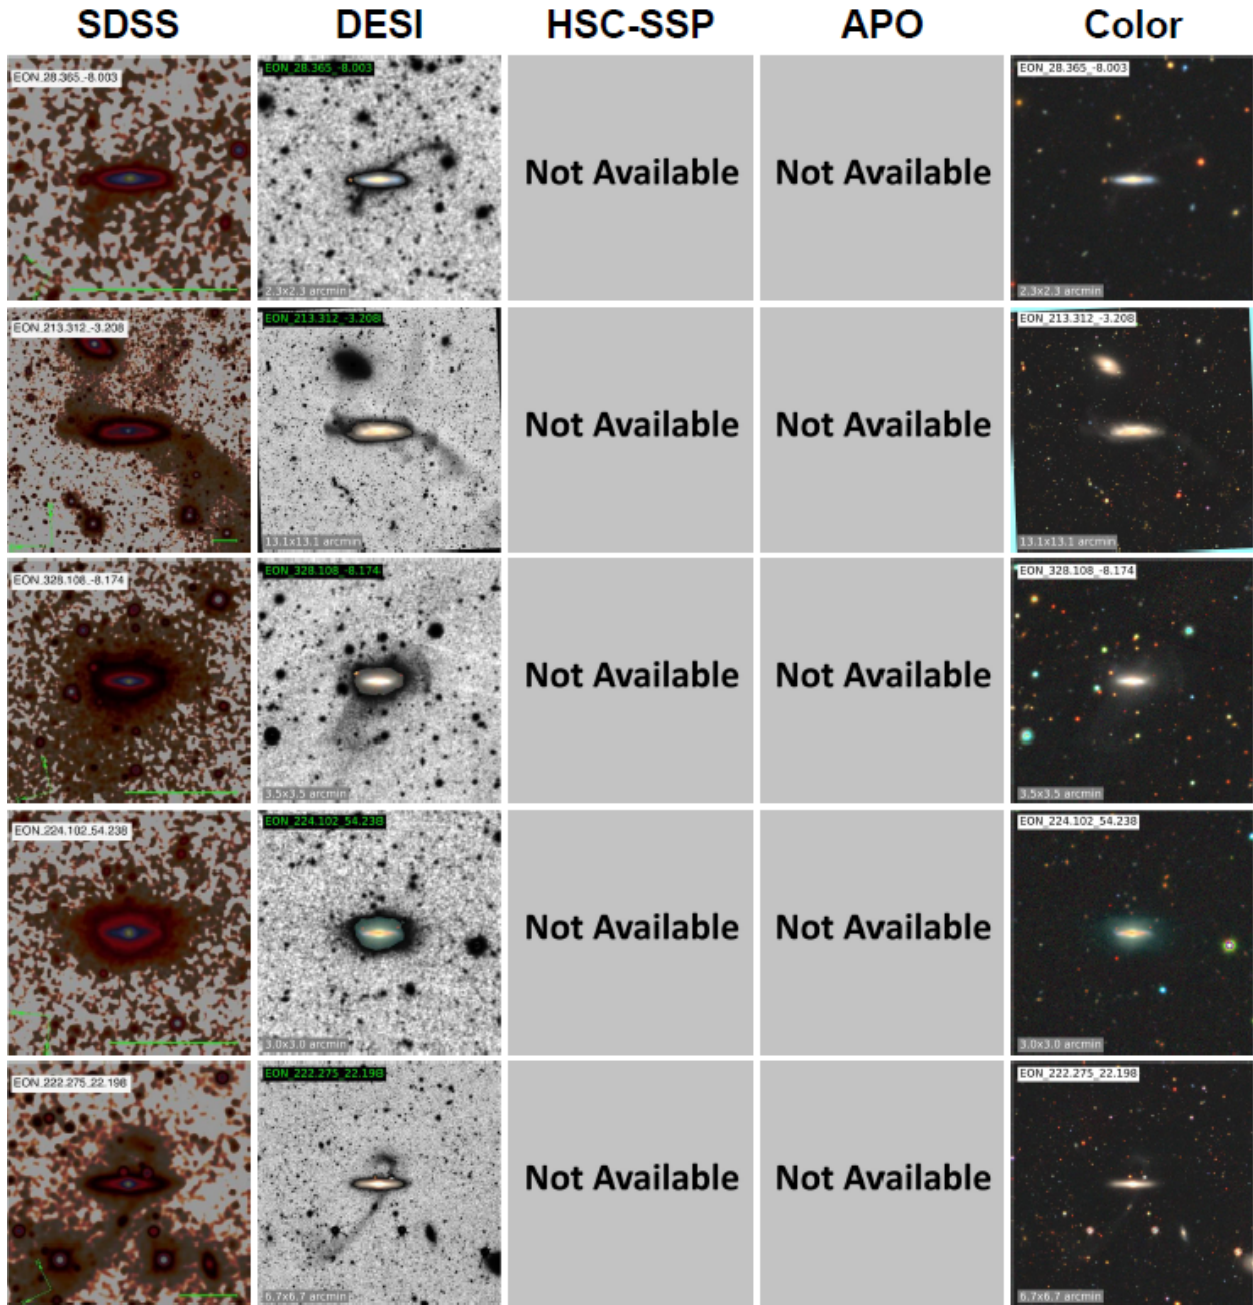 SDSS DESI HSC-SSP APO Color
EON_28.365_-8.003 EON_28.365_-8.003 EON_28.365_-8.003
Not Available Not Available
2.3x2.3 arcmin 2.3x2.3 arcmin
EON_213.312_-3.208 EON_213.312_-3.208 EON_213.312_-3.208
Not Available Not Available
13.1x13.1 arcmin 13.1x13.1 arcmin
EON_328.108_-8.174 EON_328.108_-8.174 EON_328.108_-8.174
Not Available Not Available
3.5x3.5 arcmin 3.5x3.5 arcmin
EON_224.102_54.238 EON_224.102_54.238 EON_224.102_54.238
Not Available Not Available
3.0x3.0 arcmin 3.0x3.0 arcmin
EON_222.275_22.198 EON_222.275_22.198 EON_222.275_22.198
Not Available Not Available
6.7x6.7 arcmin 6.7x6.7 arcmin